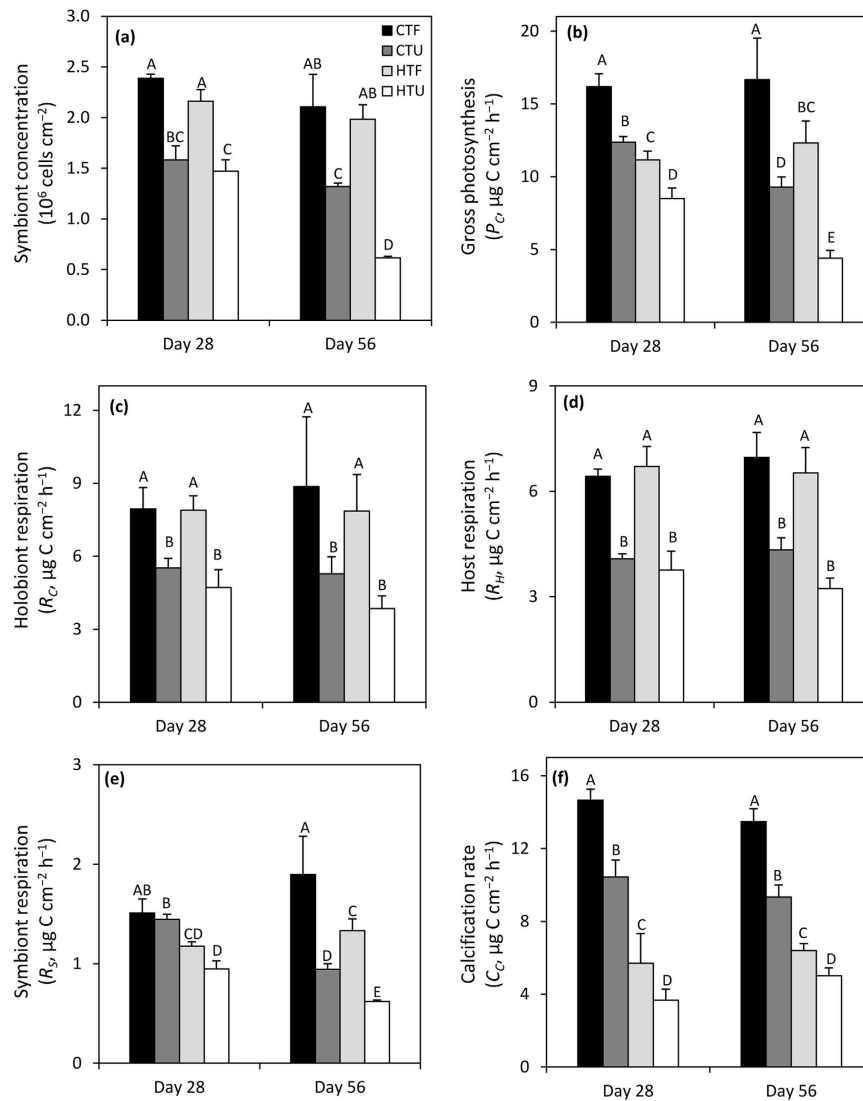 (a)
Symbiont concentration
(10⁶ cells cm⁻²)
3.0
2.5
2.0
1.5
1.0
0.5
0.0
CTF
CTU
HTF
HTU
A
BC
A
C
AB
C
AB
D
Day 28
Day 56
(b)
Gross photosynthesis
(P_C, µg C cm⁻² h⁻¹)
20
15
10
5
0
A
B
C
D
A
D
BC
E
Day 28
Day 56
(c)
Holobiont respiration
(R_C, µg C cm⁻² h⁻¹)
12
9
6
3
0
A
B
A
B
A
B
A
B
Day 28
Day 56
(d)
Host respiration
(R_H, µg C cm⁻² h⁻¹)
9
6
3
0
A
B
A
B
A
B
A
B
Day 28
Day 56
(e)
Symbiont respiration
(R_S, µg C cm⁻² h⁻¹)
3
2
1
0
AB
B
CD
D
A
D
C
E
Day 28
Day 56
(f)
Calcification rate
(C_C, µg C cm⁻² h⁻¹)
16
12
8
4
0
A
B
C
D
A
B
C
D
Day 28
Day 56